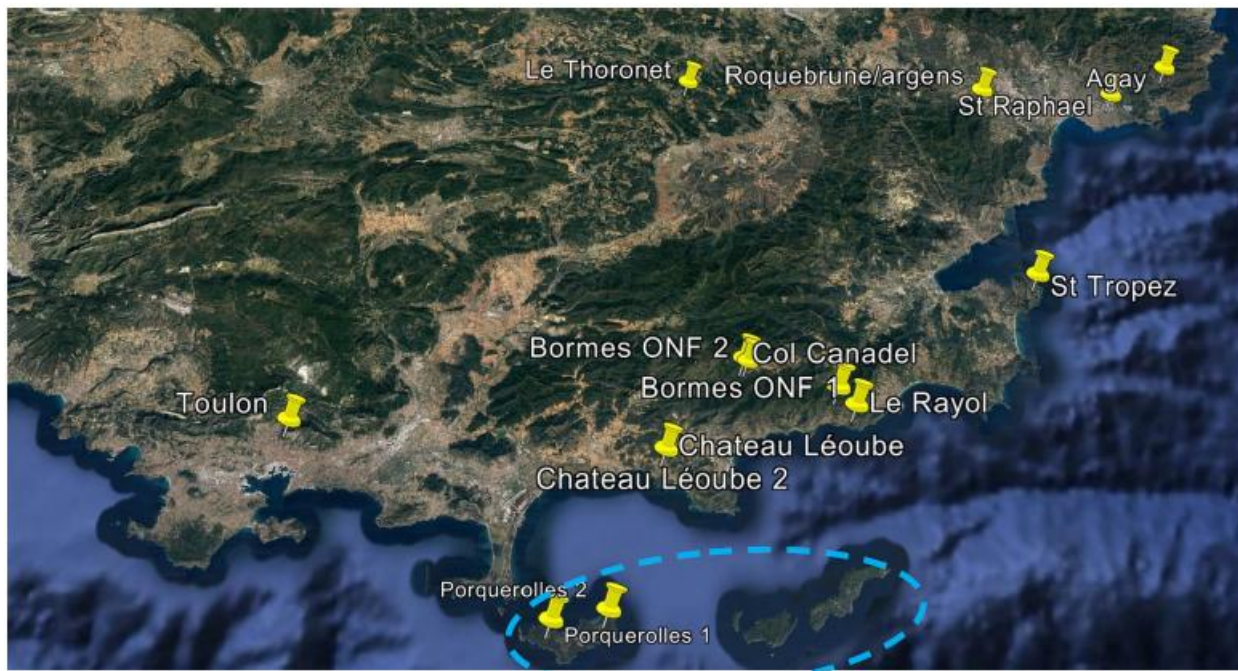 Le Thoronet
Roquebrune/argens
Agay
St Raphael
St Tropez
Bormes ONF 2
Col Canadel
Bormes ONF 1
Le Rayol
Toulon
Chateau Léoube
Chateau Léoube 2
Porquerolles 2
Porquerolles 1